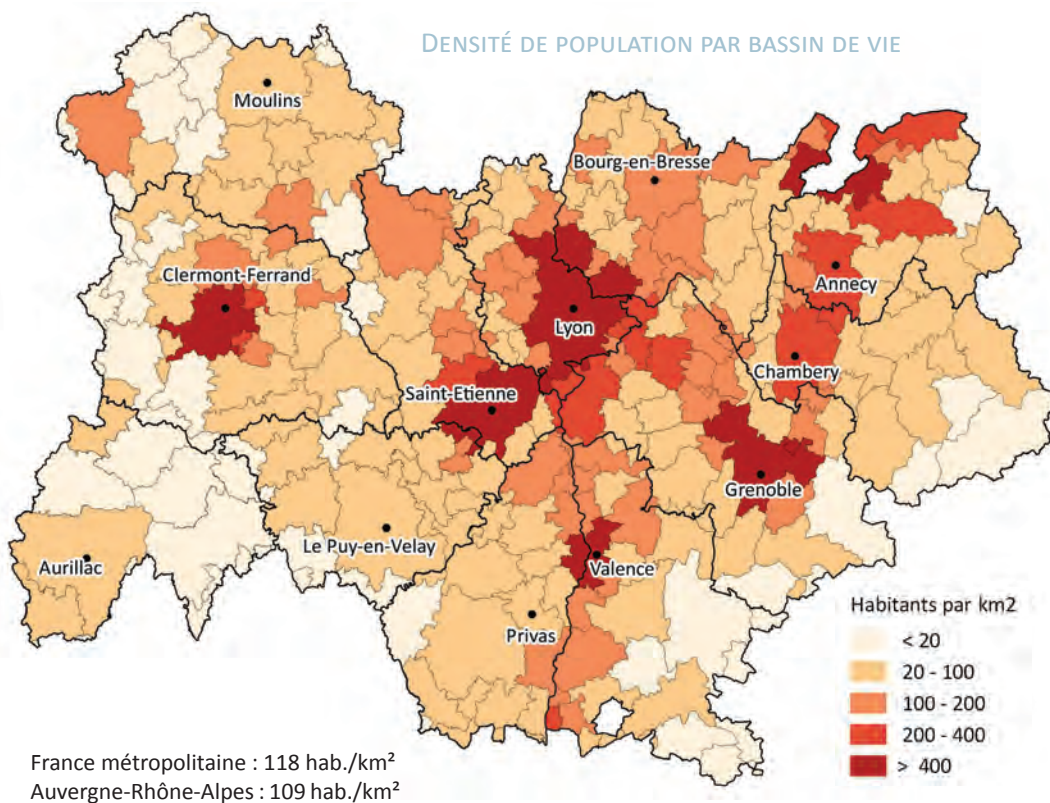 DENSITÉ DE POPULATION PAR BASSIN DE VIE
Moulins
Bourg-en-Bresse
Clermont-Ferrand
Annecy
Lyon
Chambery
Saint-Etienne
Grenoble
Le Puy-en-Velay
Aurillac
Valence
Privas
Habitants par km2
< 20
20 - 100
100 - 200
200 - 400
> 400
France métropolitaine : 118 hab./km²
Auvergne-Rhône-Alpes : 109 hab./km²